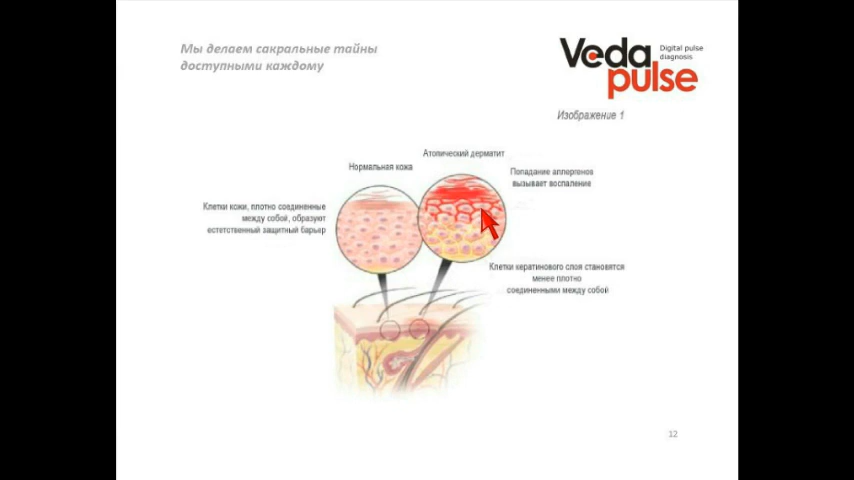 Мы делаем сакральные тайны
доступными каждому
Veda
pulse
Digital pulse
diagnosis
Изображение 1
Атопический дерматит
Нормальная кожа
Попадание аллергенов
вызывает воспаление
Клетки кожи, плотно соединенные
между собой, образуют
естественный защитный барьер
Клетки кератинового слоя становятся
менее плотно
соединенными между собой
12